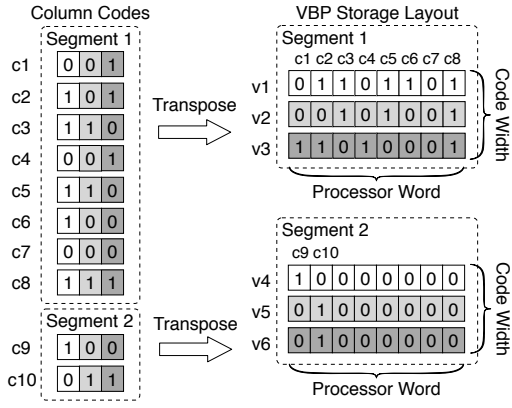 Column Codes
Segment 1
c1 0 0 1
c2 1 0 1
c3 1 1 0
c4 0 0 1
c5 1 1 0
c6 1 0 0
c7 0 0 0
c8 1 1 1
Segment 2
c9 1 0 0
c10 0 1 1
Transpose
Transpose
VBP Storage Layout
Segment 1
c1 c2 c3 c4 c5 c6 c7 c8
v1 0 1 1 0 1 1 0 1
v2 0 0 1 0 1 0 0 1
v3 1 1 0 1 0 0 0 1
Code Width
Processor Word
Segment 2
c9 c10
v4 1 0 0 0 0 0 0 0
v5 0 1 0 0 0 0 0 0
v6 0 1 0 0 0 0 0 0
Code Width
Processor Word